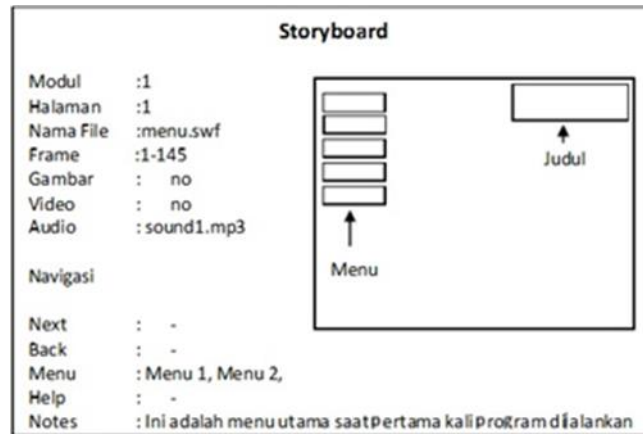 Storyboard
Modul :1
Halaman :1
Nama File :menu.swf
Frame :1-145
Gambar : no
Video : no
Audio : sound1.mp3
Navigasi
Next : -
Back : -
Menu : Menu 1, Menu 2,
Help : -
Notes : Ini adalah menu utama saat pertama kali program dijalankan
Judul
Menu